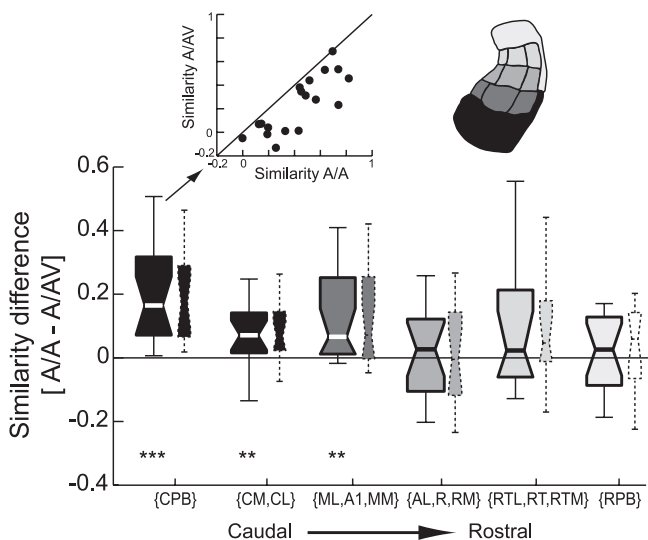 Similarity A/AV
1
0
-0.2
-0.2 0 1
Similarity A/A
Similarity difference
[ A/A - A/AV]
0.6
0.4
0.2
0
-0.2
-0.4
*** ** **
{CPB} {CM,CL} {ML,A1,MM} {AL,R,RM} {RTL,RT,RTM} {RPB}
Caudal Rostral